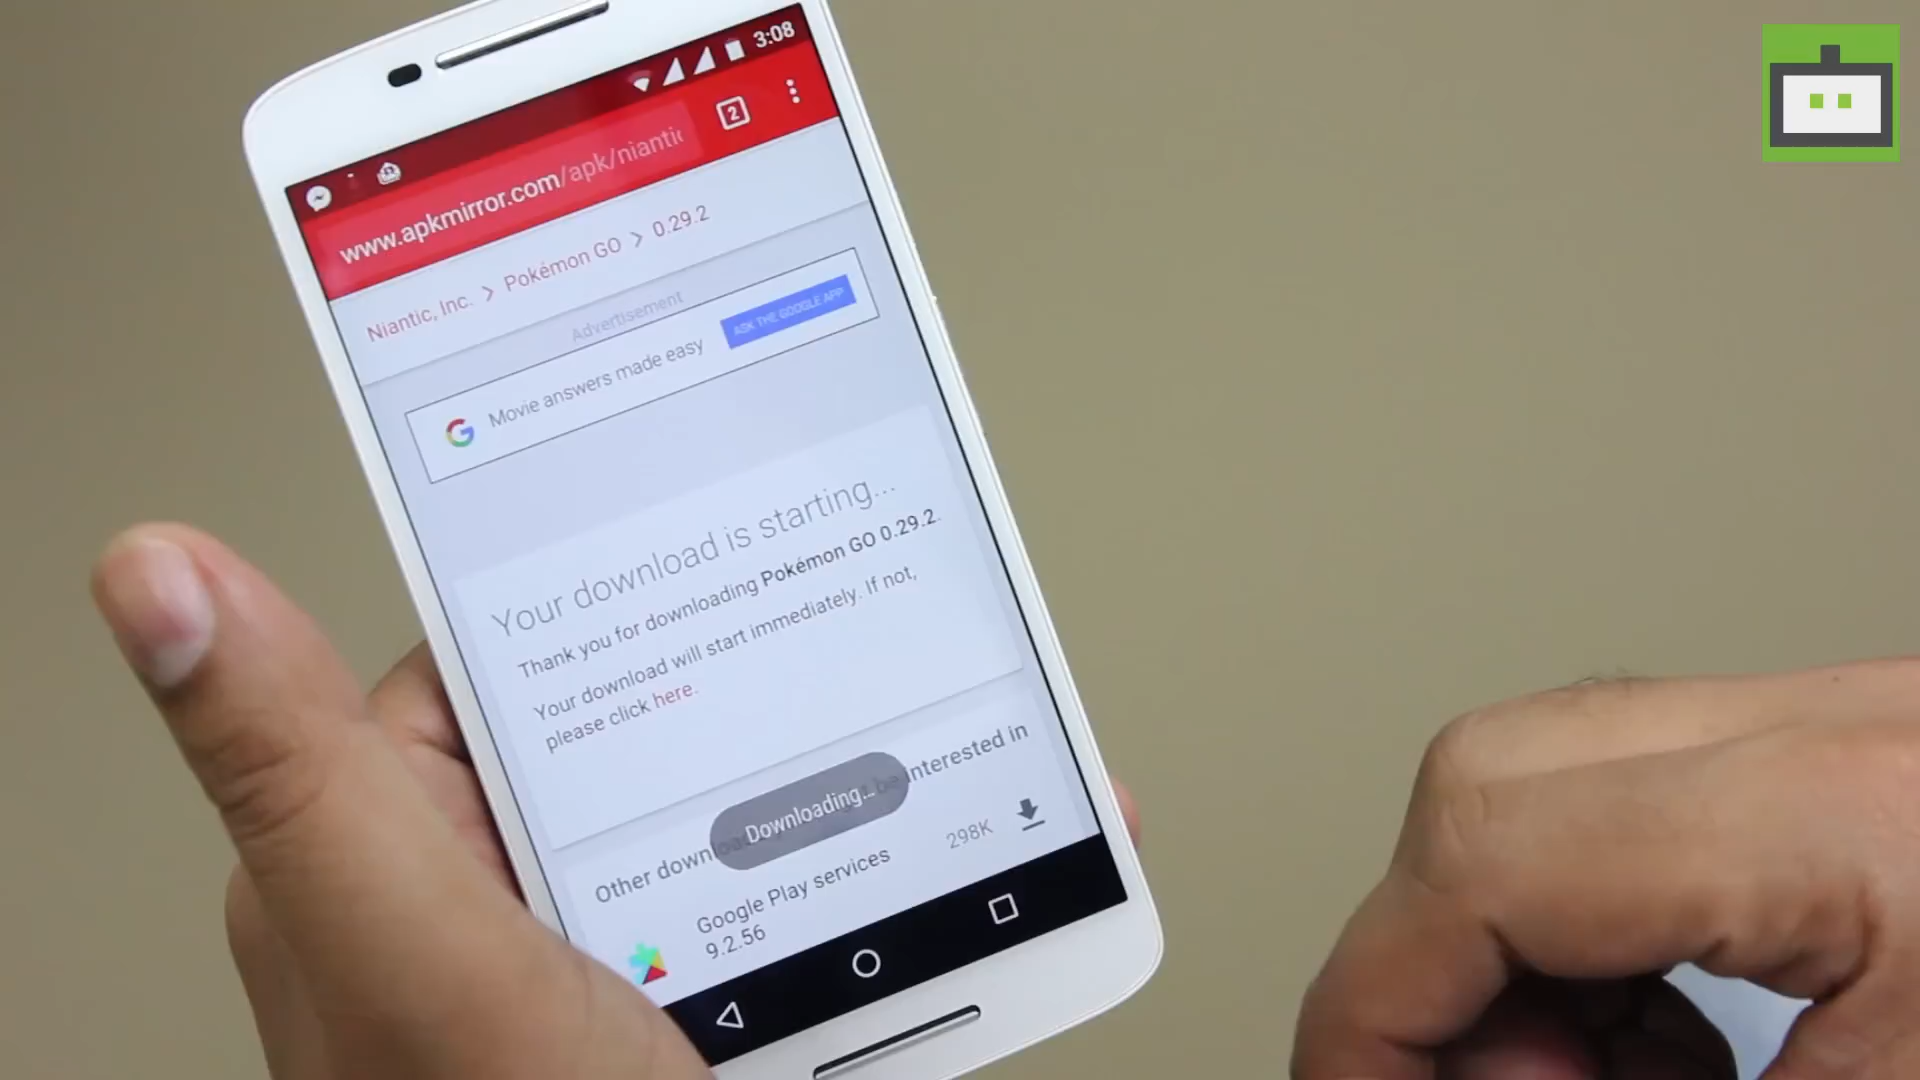 3:08
www.apkmirror.com/apk/niantic
2
Niantic, Inc. > Pokémon GO > 0.29.2
Advertisement
Movie answers made easy
ASK THE GOOGLE APP
Your download is starting...
Thank you for downloading Pokémon GO 0.29.2.
Your download will start immediately. If not,
please click here.
Downloading...
Other be interested in
Google Play services
9.2.56
298K